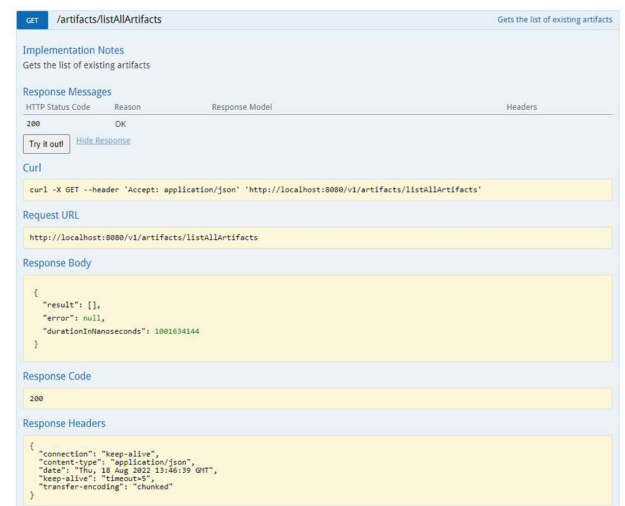 GET /artifacts/listAllArtifacts Gets the list of existing artifacts
Implementation Notes
Gets the list of existing artifacts
Response Messages
HTTP Status Code Reason Response Model Headers
200 OK
Try it out! Hide Response
Curl
curl -X GET --header 'Accept: application/json' 'http://localhost:8080/v1/artifacts/listAllArtifacts'
Request URL
http://localhost:8080/v1/artifacts/listAllArtifacts
Response Body
{
"result": [],
"error": null,
"durationInNanoseconds": 1001634144
}
Response Code
200
Response Headers
{
"connection": "keep-alive",
"content-type": "application/json",
"date": "Thu, 18 Aug 2022 13:46:39 GMT",
"keep-alive": "timeout=5",
"transfer-encoding": "chunked"
}